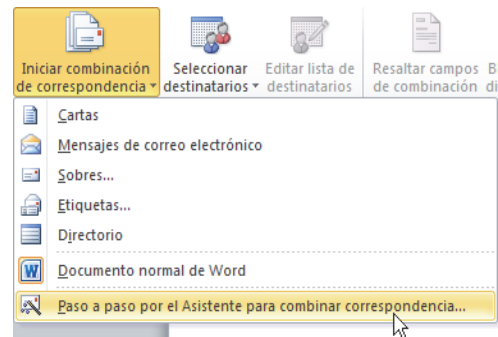 Iniciar combinación
de correspondencia
Seleccionar
destinatarios
Editar lista de
destinatarios
Resaltar campos
de combinación
Cartas
Mensajes de correo electrónico
Sobres...
Etiquetas...
Directorio
Documento normal de Word
Paso a paso por el Asistente para combinar correspondencia...